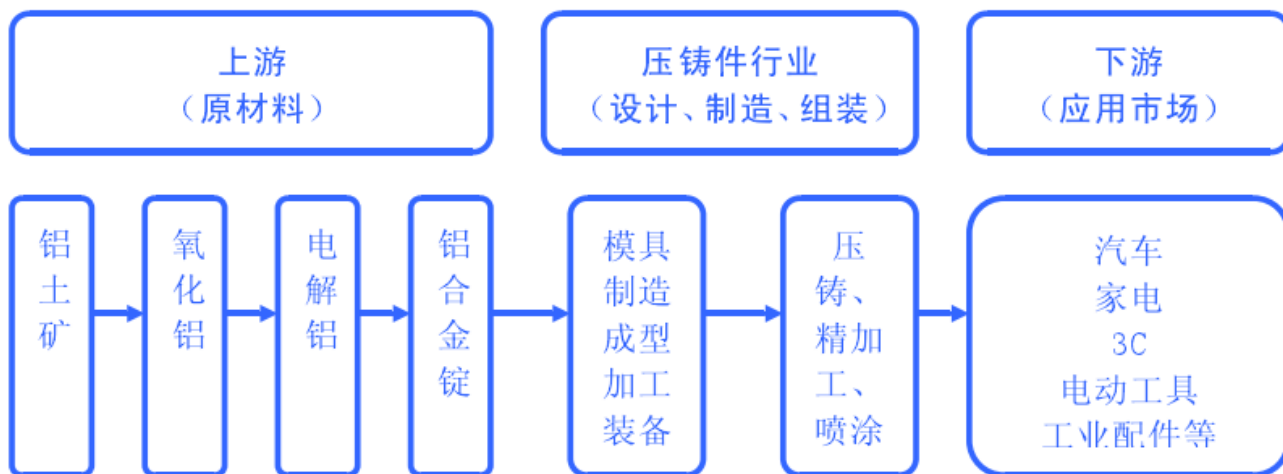 上游
（原材料）
压铸件行业
（设计、制造、组装）
下游
（应用市场）
铝
土
矿
氧
化
铝
电
解
铝
铝
合
金
锭
模具
制造
成型
加工
装备
压
铸、
精加
工、
喷涂
汽车
家电
3C
电动工具
工业配件等